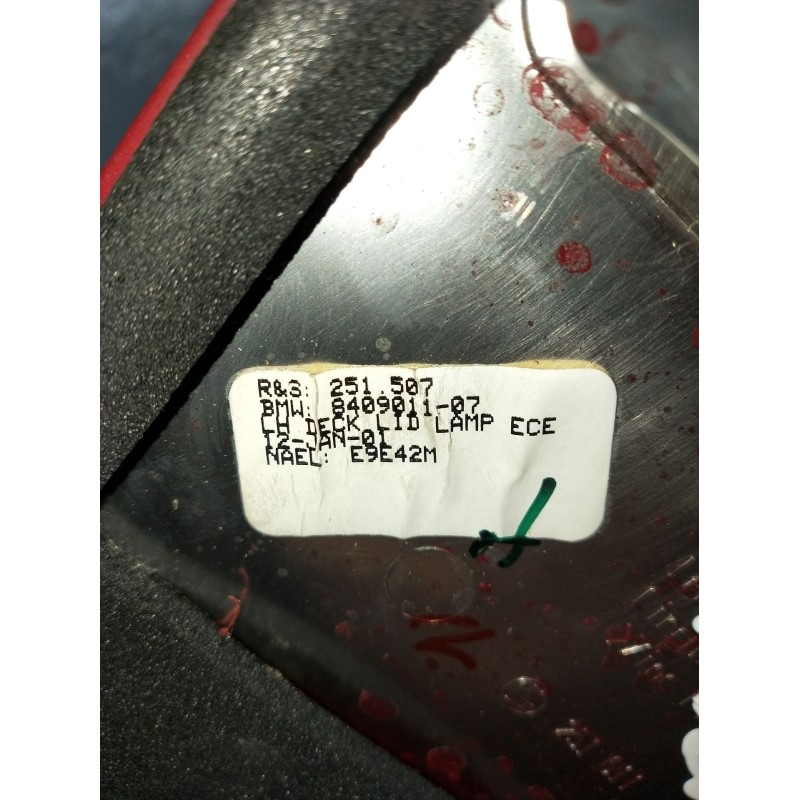 R&S: 251.507
BMW: 8409011-07
LH DECK LID LAMP ECE
12-JAN-01
NAEL: E9E42M